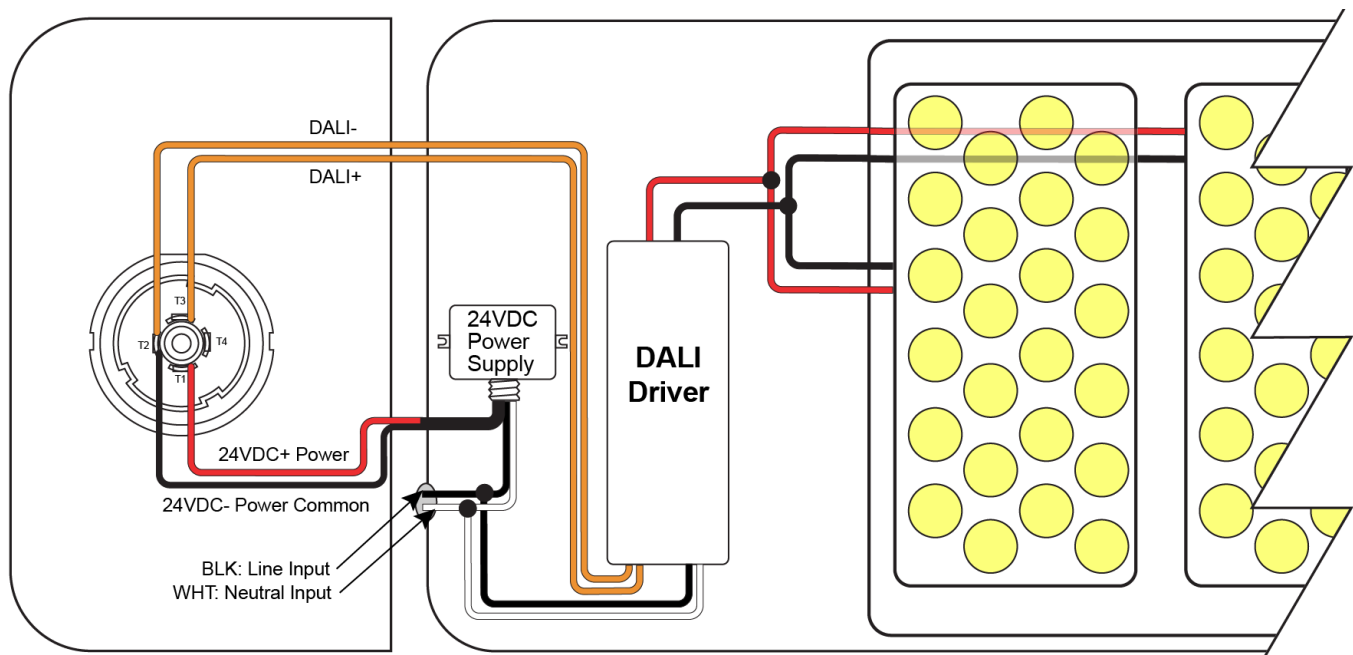 DALI-
DALI+
T3
T2
T4
T1
24VDC
Power
Supply
DALI
Driver
24VDC+ Power
24VDC- Power Common
BLK: Line Input
WHT: Neutral Input